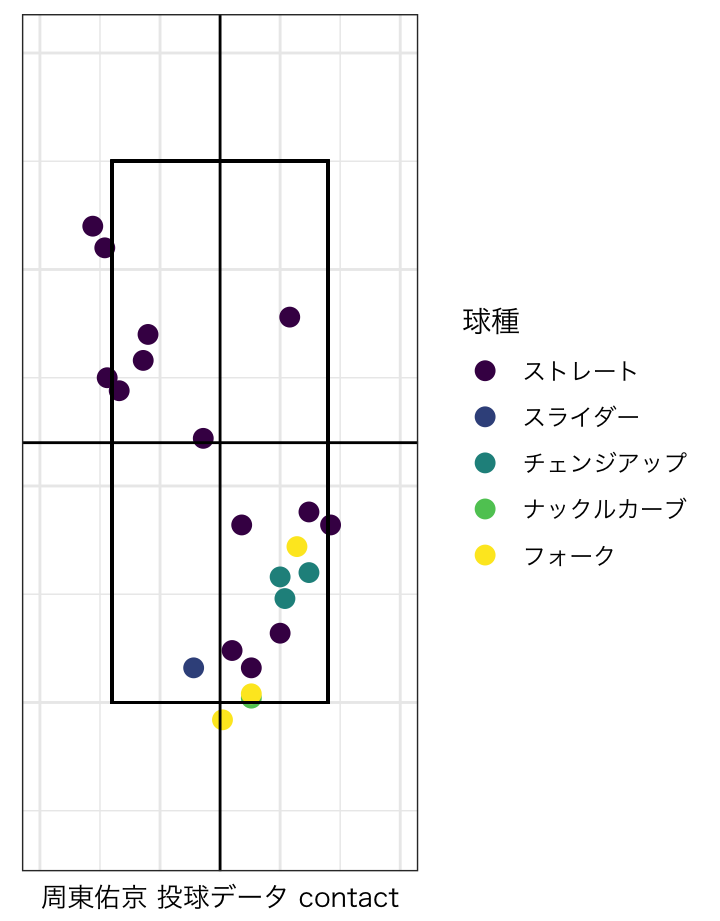 球種
ストレート
スライダー
チェンジアップ
ナックルカーブ
フォーク
周東佑京 投球データ contact